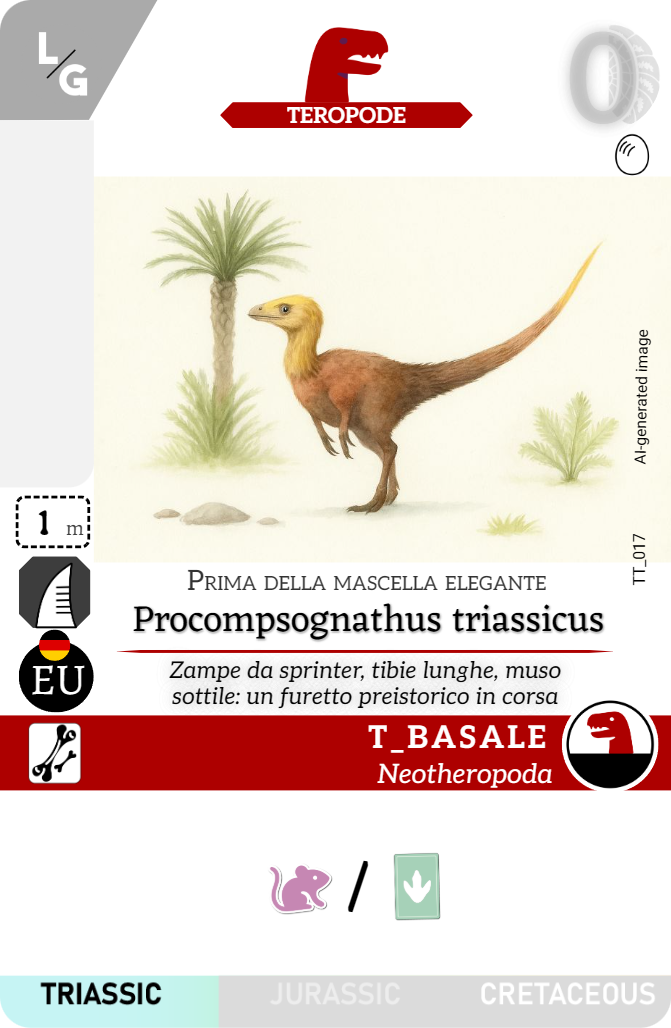 L/G
TEROPODE
0
AI-generated image
TT_017
1 m
EU
Prima della mascella elegante
Procompsognathus triassicus
Zampe da sprinter, tibie lunghe, muso
sottile: un furetto preistorico in corsa
T_BASALE
Neotheropoda
/
TRIASSIC JURASSIC CRETACEOUS